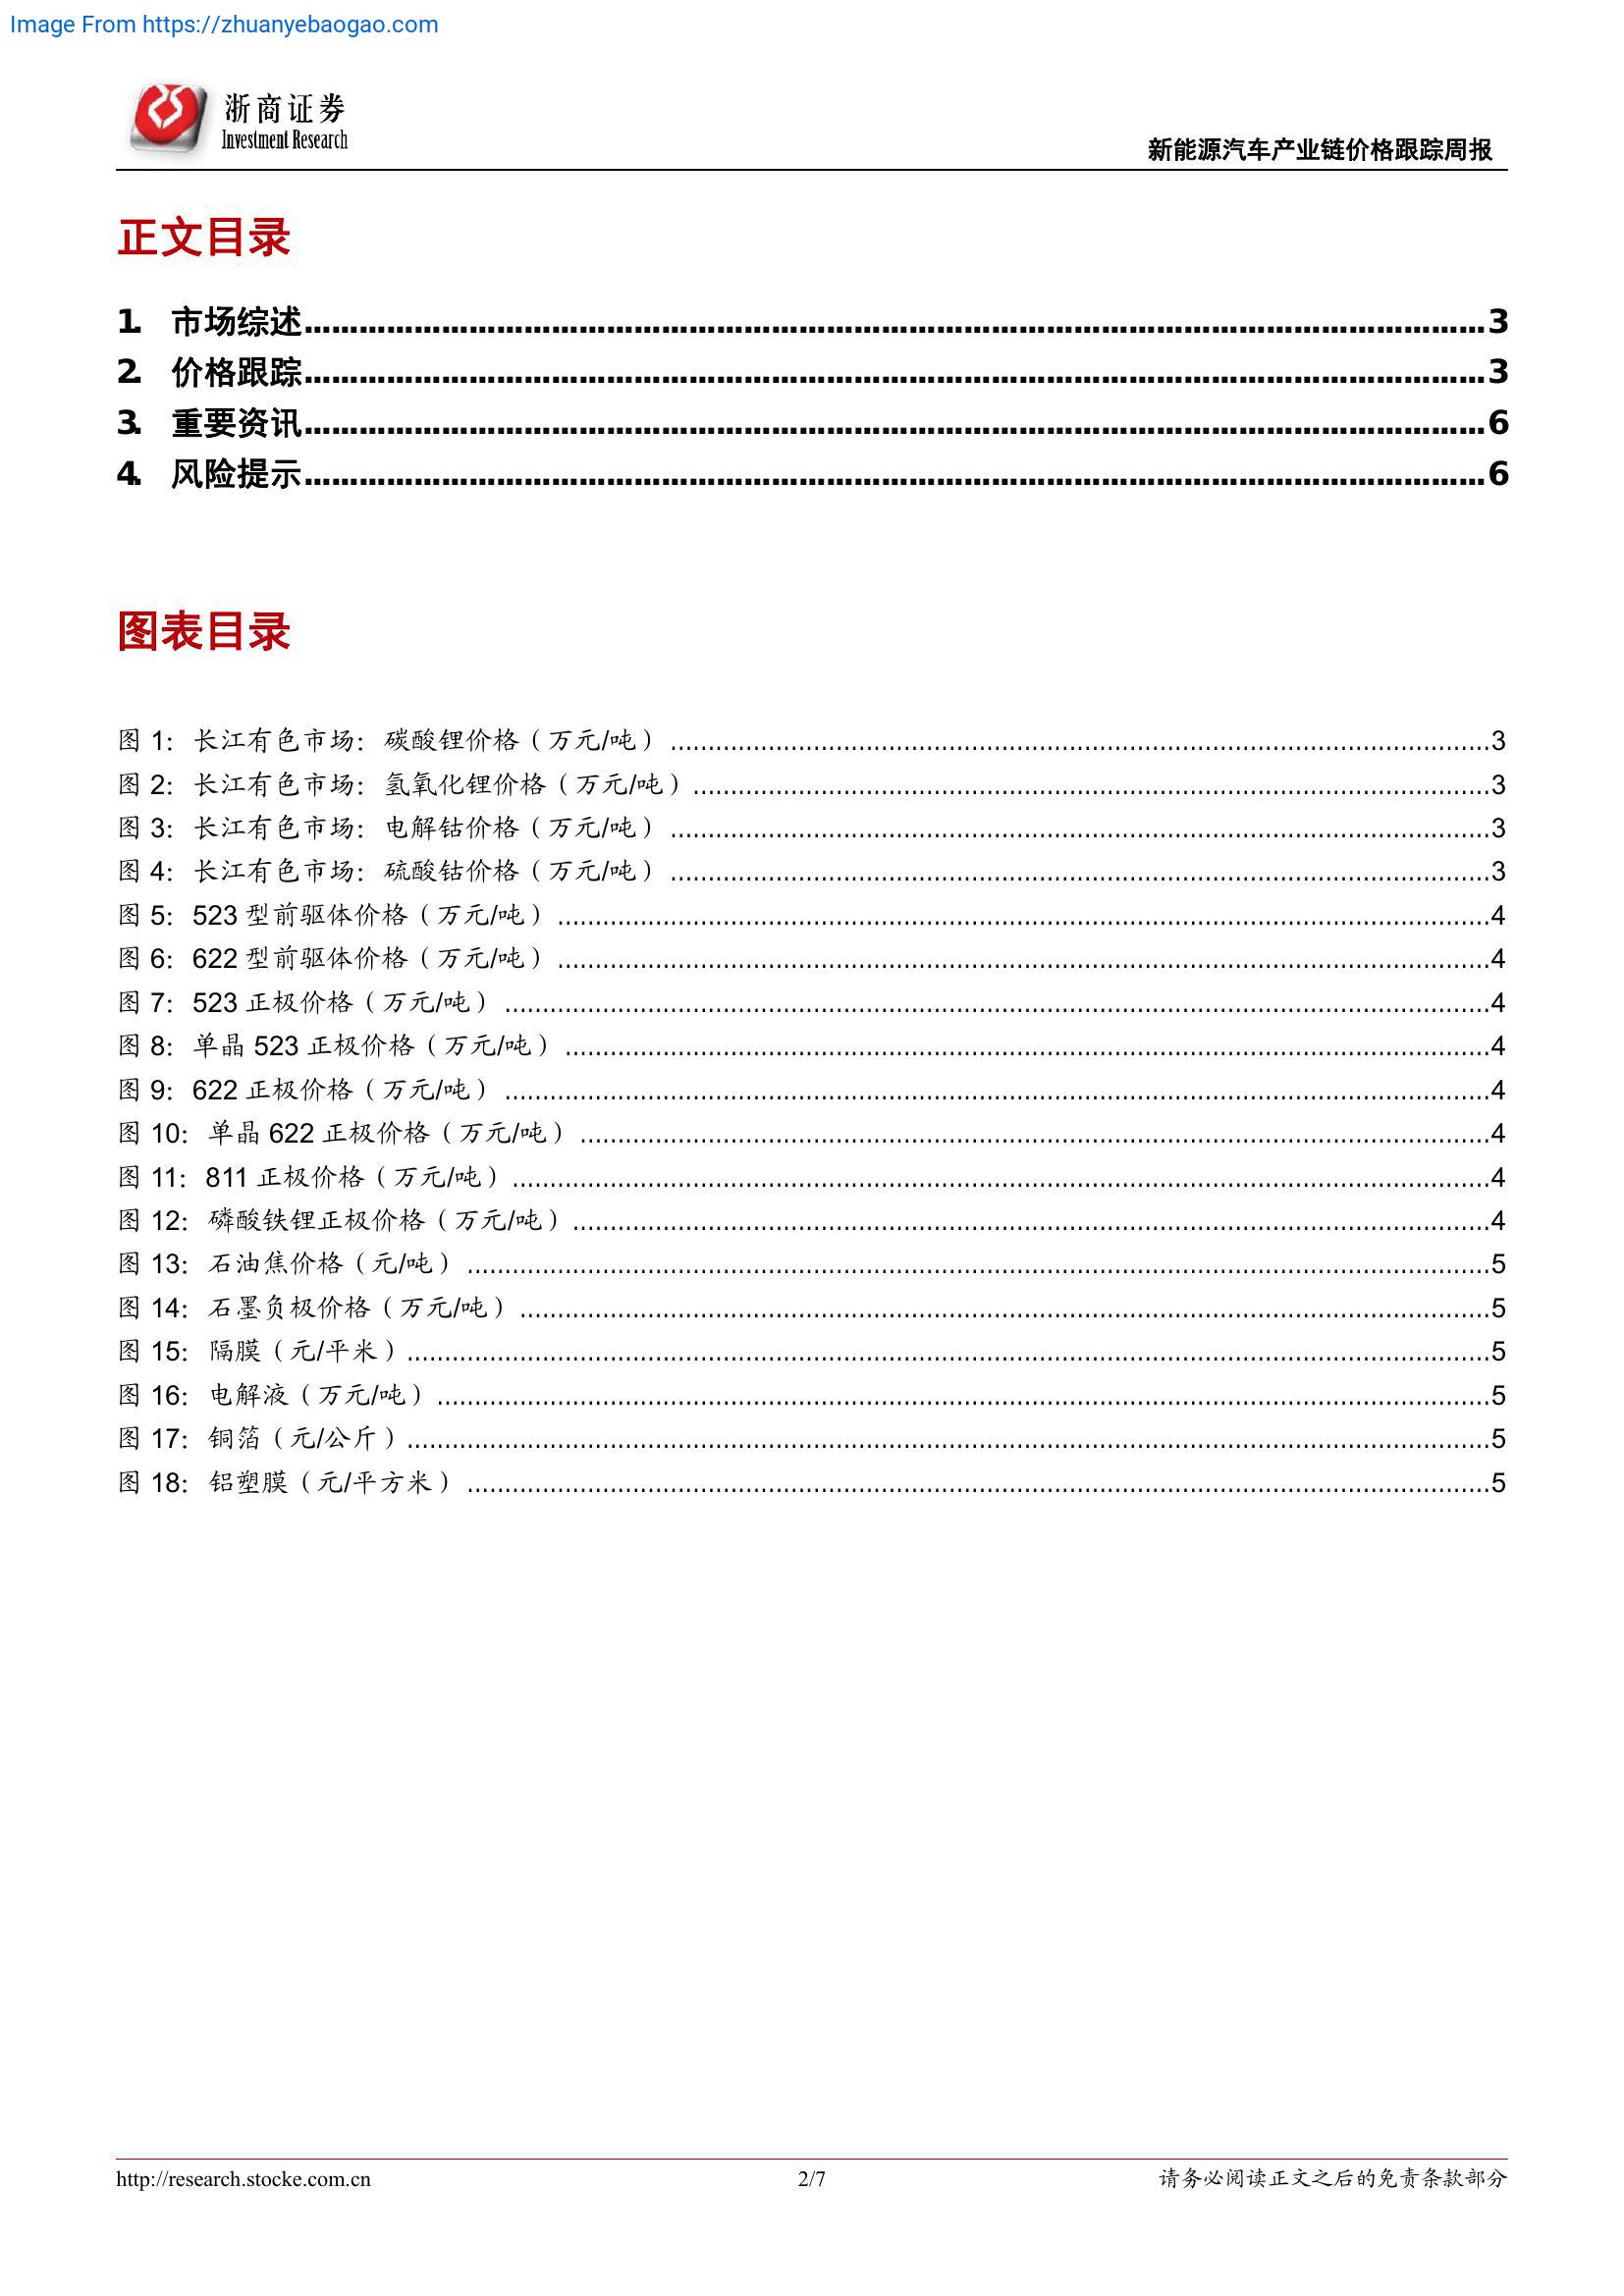 Image From https://zhuanyebaogao.com
浙商证券
Investment Research
新能源汽车产业链价格跟踪周报
正文目录
1. 市场综述....................3
2. 价格跟踪....................3
3. 重要资讯....................6
4. 风险提示....................6
图表目录
图 1：长江有色市场：碳酸锂价格（万元/吨）....................3
图 2：长江有色市场：氢氧化锂价格（万元/吨）....................3
图 3：长江有色市场：电解钴价格（万元/吨）....................3
图 4：长江有色市场：硫酸钴价格（万元/吨）....................3
图 5：523 型前驱体价格（万元/吨）....................4
图 6：622 型前驱体价格（万元/吨）....................4
图 7：523 正极价格（万元/吨）....................4
图 8：单晶 523 正极价格（万元/吨）....................4
图 9：622 正极价格（万元/吨）....................4
图 10：单晶 622 正极价格（万元/吨）....................4
图 11：811 正极价格（万元/吨）....................4
图 12：磷酸铁锂正极价格（万元/吨）....................4
图 13：石油焦价格（元/吨）....................5
图 14：石墨负极价格（万元/吨）....................5
图 15：隔膜（元/平米）....................5
图 16：电解液（万元/吨）....................5
图 17：铜箔（元/公斤）....................5
图 18：铝塑膜（元/平方米）....................5
http://research.stocke.com.cn
2/7
请务必阅读正文之后的免责条款部分